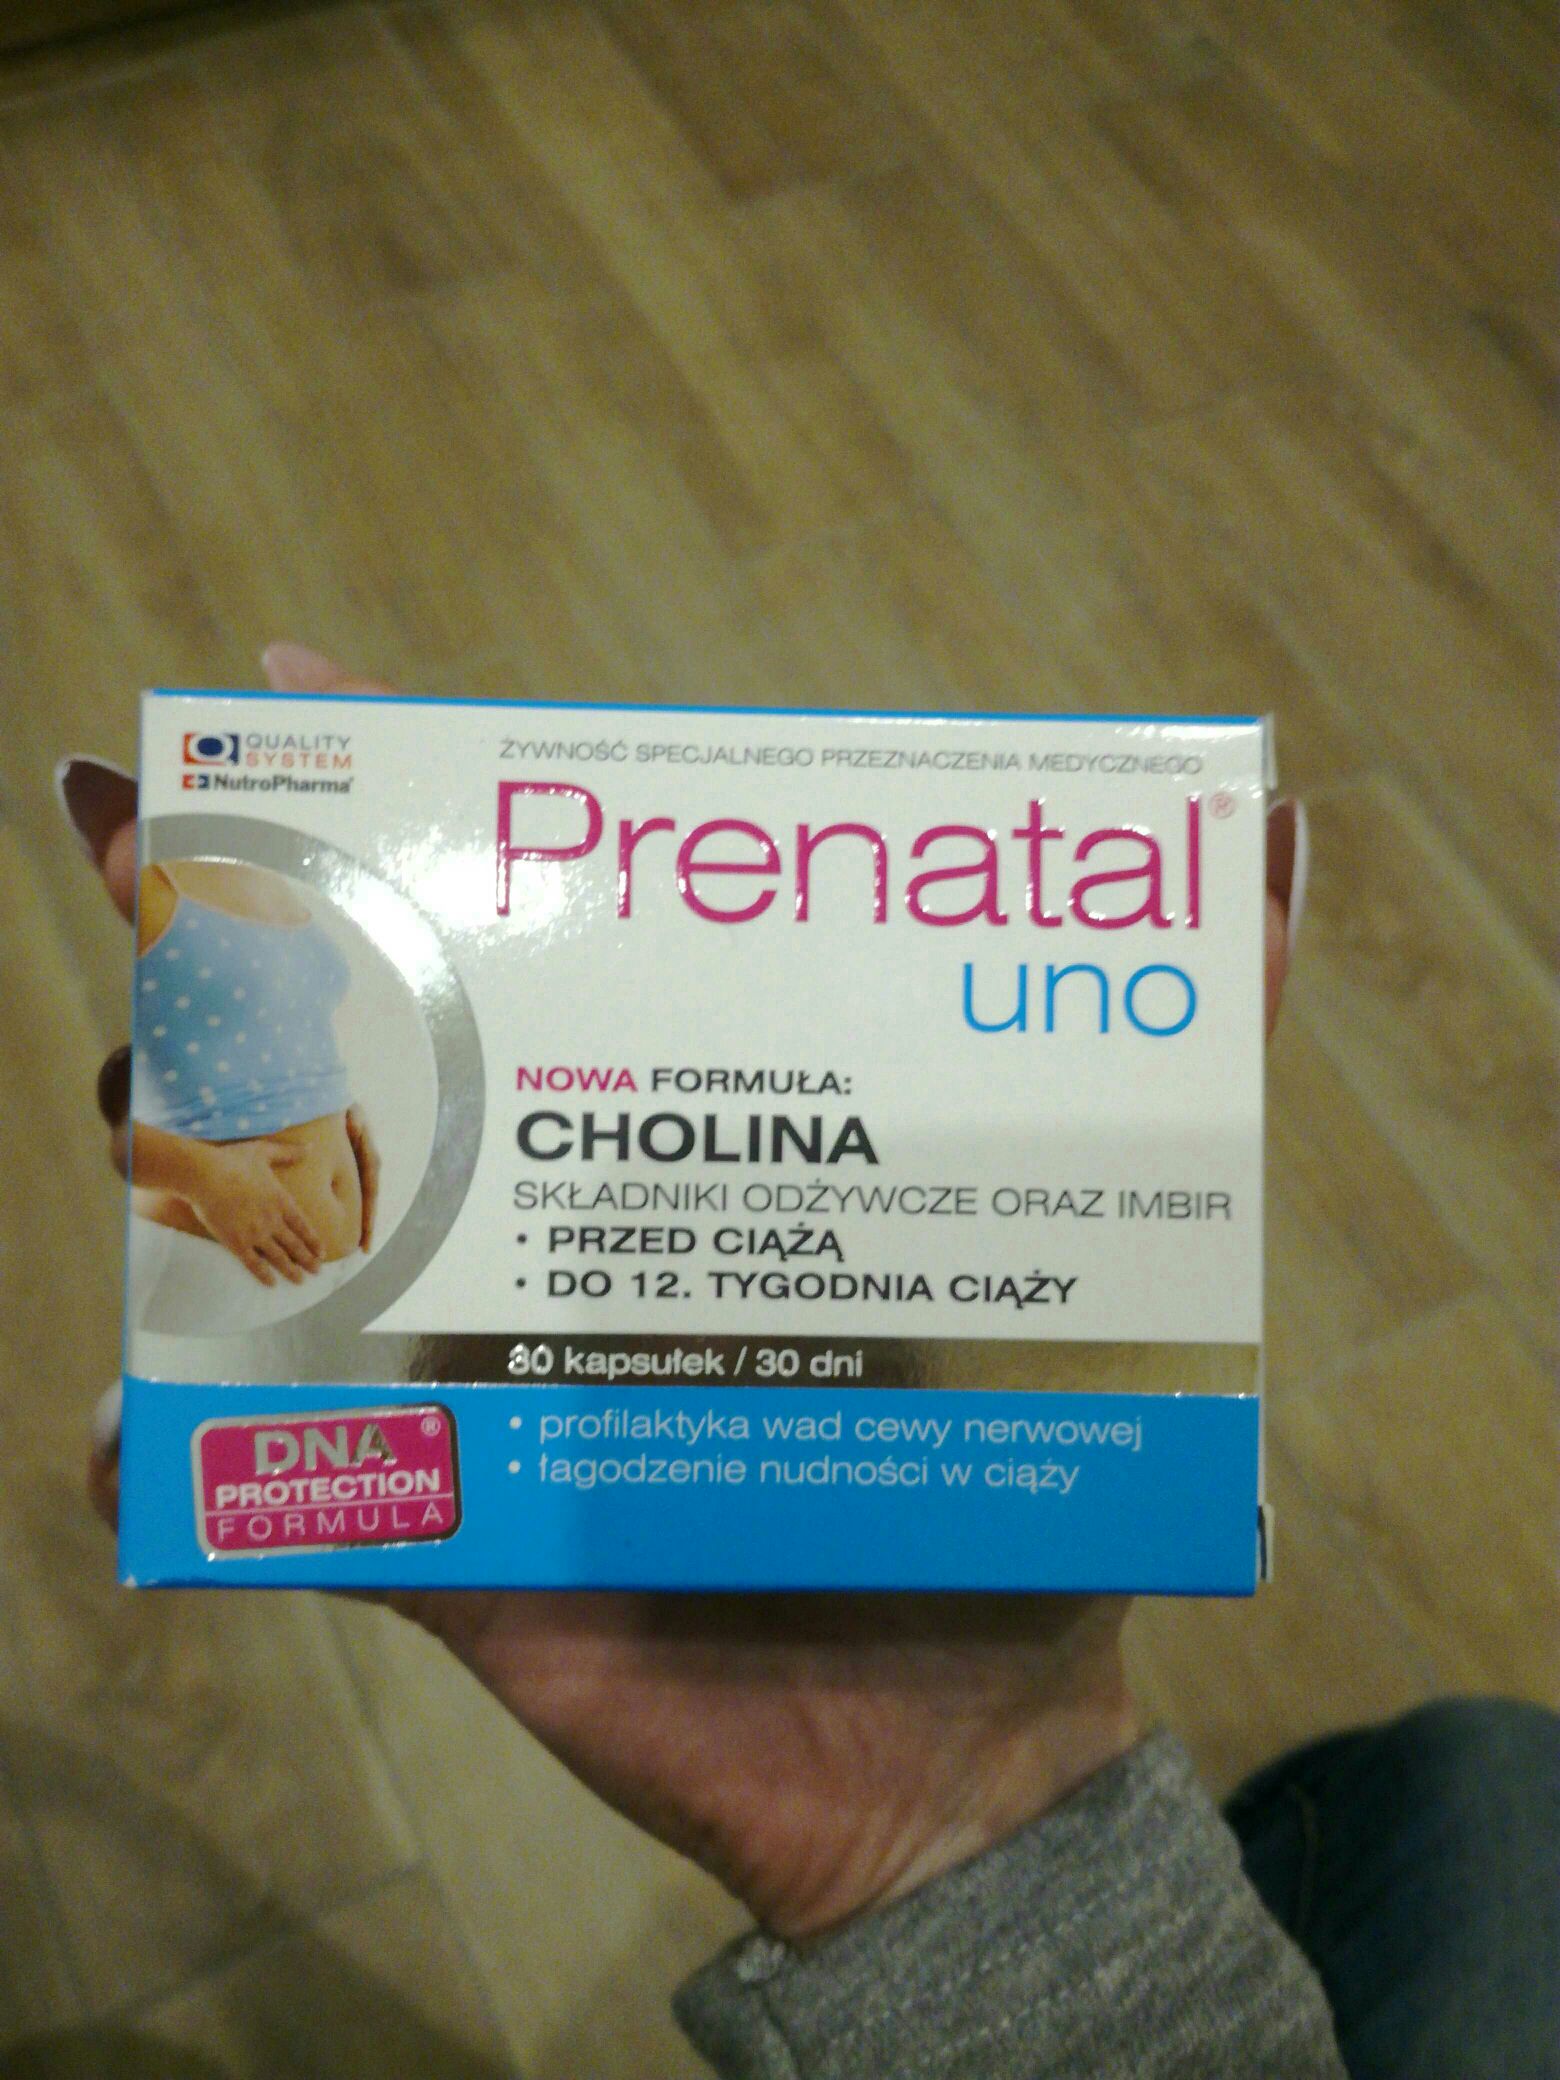 QUALITY
SYSTEM
NutroPharma
ŻYWNOŚĆ SPECJALNEGO PRZEZNACZENIA MEDYCZNEGO
Prenatal®
uno
NOWA FORMUŁA:
CHOLINA
SKŁADNIKI ODŻYWCZE ORAZ IMBIR
• PRZED CIĄŻĄ
• DO 12. TYGODNIA CIĄŻY
30 kapsułek / 30 dni
• profilaktyka wad cewy nerwowej
• łagodzenie nudności w ciąży
DNA®
PROTECTION
FORMULA